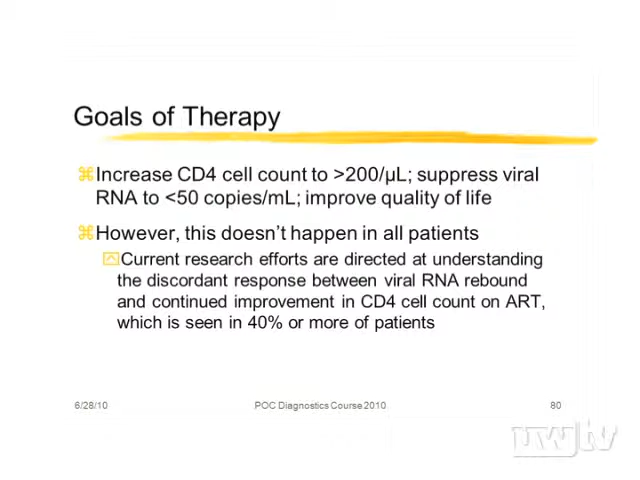 Goals of Therapy
Increase CD4 cell count to >200/µL; suppress viral
RNA to <50 copies/mL; improve quality of life
However, this doesn't happen in all patients
Current research efforts are directed at understanding
the discordant response between viral RNA rebound
and continued improvement in CD4 cell count on ART,
which is seen in 40% or more of patients
6/28/10 POC Diagnostics Course 2010 80
uwtv